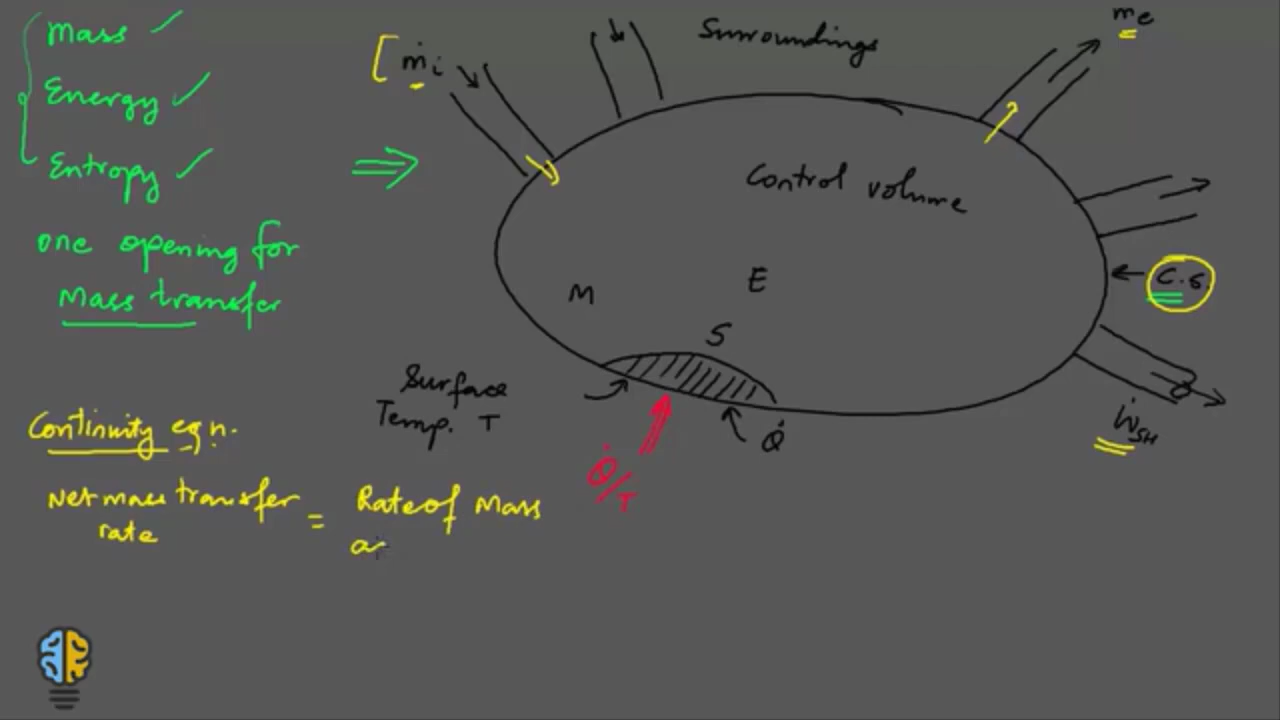 Mass
Energy
Entropy
one opening for
Mass transfer
Surroundings
ṁi
me
Control volume
M
E
S
C.S.
Surface
Temp. T
Q̇
Q̇/T
ẆSH
Continuity eqn.
Net mass transfer
rate
= Rate of Mass
a